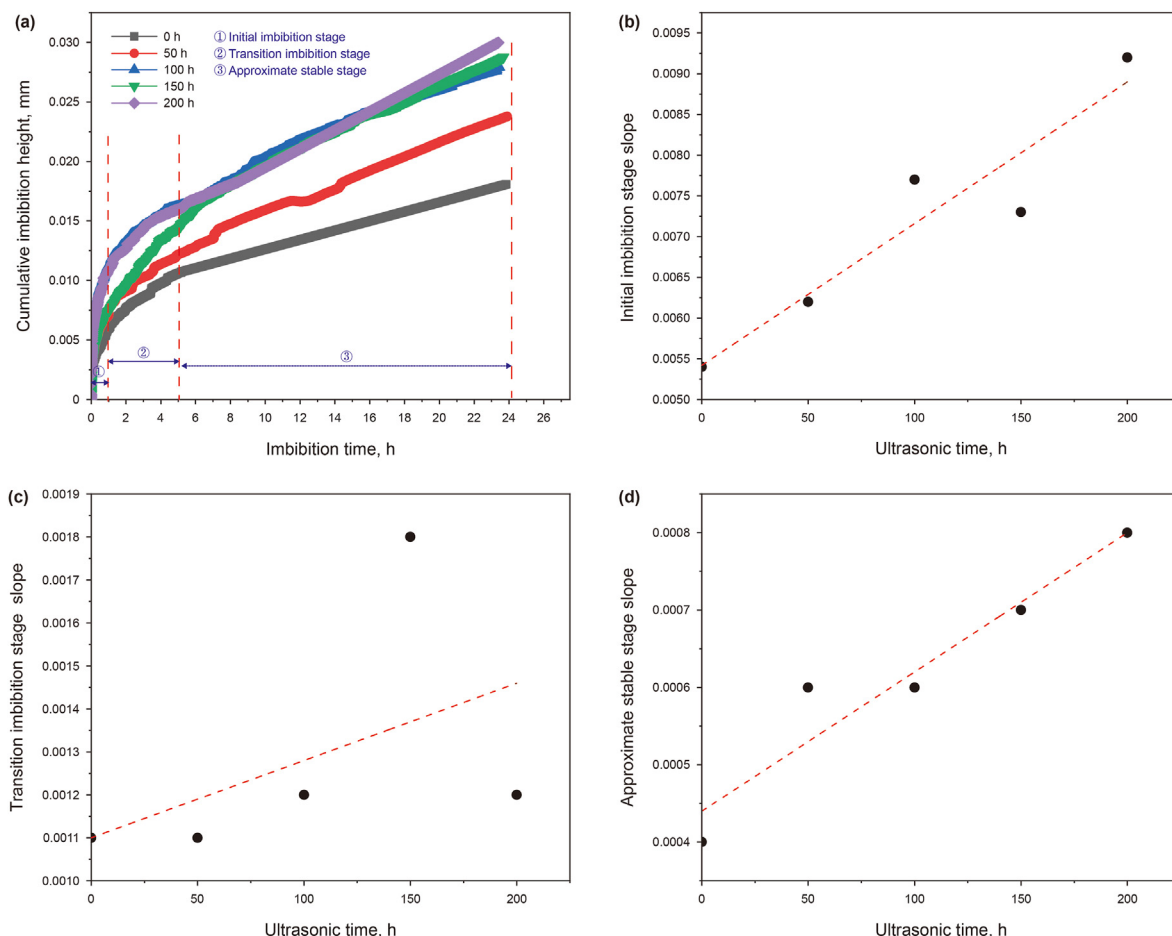 (a)
0.030
0.025
0.020
0.015
0.010
0.005
0
Cumulative imbibition height, mm
0 h
50 h
100 h
150 h
200 h
① Initial imbibition stage
② Transition imbibition stage
③ Approximate stable stage
①
②
③
0 2 4 6 8 10 12 14 16 18 20 22 24 26
Imbibition time, h
(b)
0.0095
0.0090
0.0085
0.0080
0.0075
0.0070
0.0065
0.0060
0.0054
0.0050
Initial imbibition stage slope
0 50 100 150 200
Ultrasonic time, h
(c)
0.0019
0.0018
0.0017
0.0016
0.0015
0.0014
0.0013
0.0012
0.0011
0.0010
Transition imbibition stage slope
0 50 100 150 200
Ultrasonic time, h
(d)
0.0008
0.0007
0.0006
0.0005
0.0004
Approximate stable stage slope
0 50 100 150 200
Ultrasonic time, h